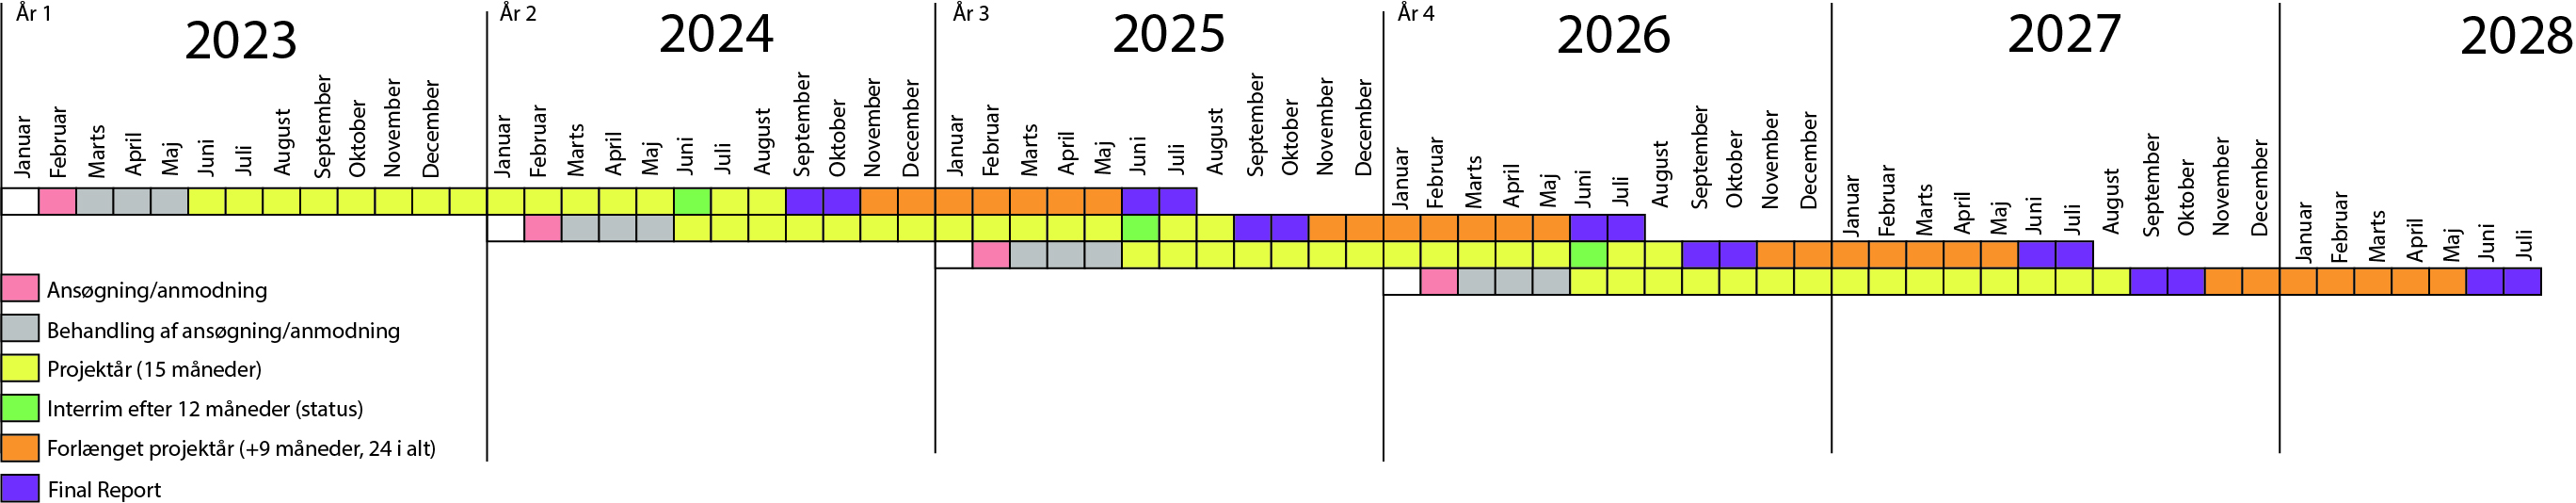 År 1
År 2
År 3
År 4
2023
2024
2025
2026
2027
2028
Januar
Februar
Marts
April
Maj
Juni
Juli
August
September
Oktober
November
December
Januar
Februar
Marts
April
Maj
Juni
Juli
August
September
Oktober
November
December
Januar
Februar
Marts
April
Maj
Juni
Juli
August
September
Oktober
November
December
Januar
Februar
Marts
April
Maj
Juni
Juli
August
September
Oktober
November
December
Januar
Februar
Marts
April
Maj
Juni
Juli
August
September
Oktober
November
December
Januar
Februar
Marts
April
Maj
Juni
Juli
Ansøgning/anmodning
Behandling af ansøgning/anmodning
Projektår (15 måneder)
Interrim efter 12 måneder (status)
Forlænget projektår (+9 måneder, 24 i alt)
Final Report